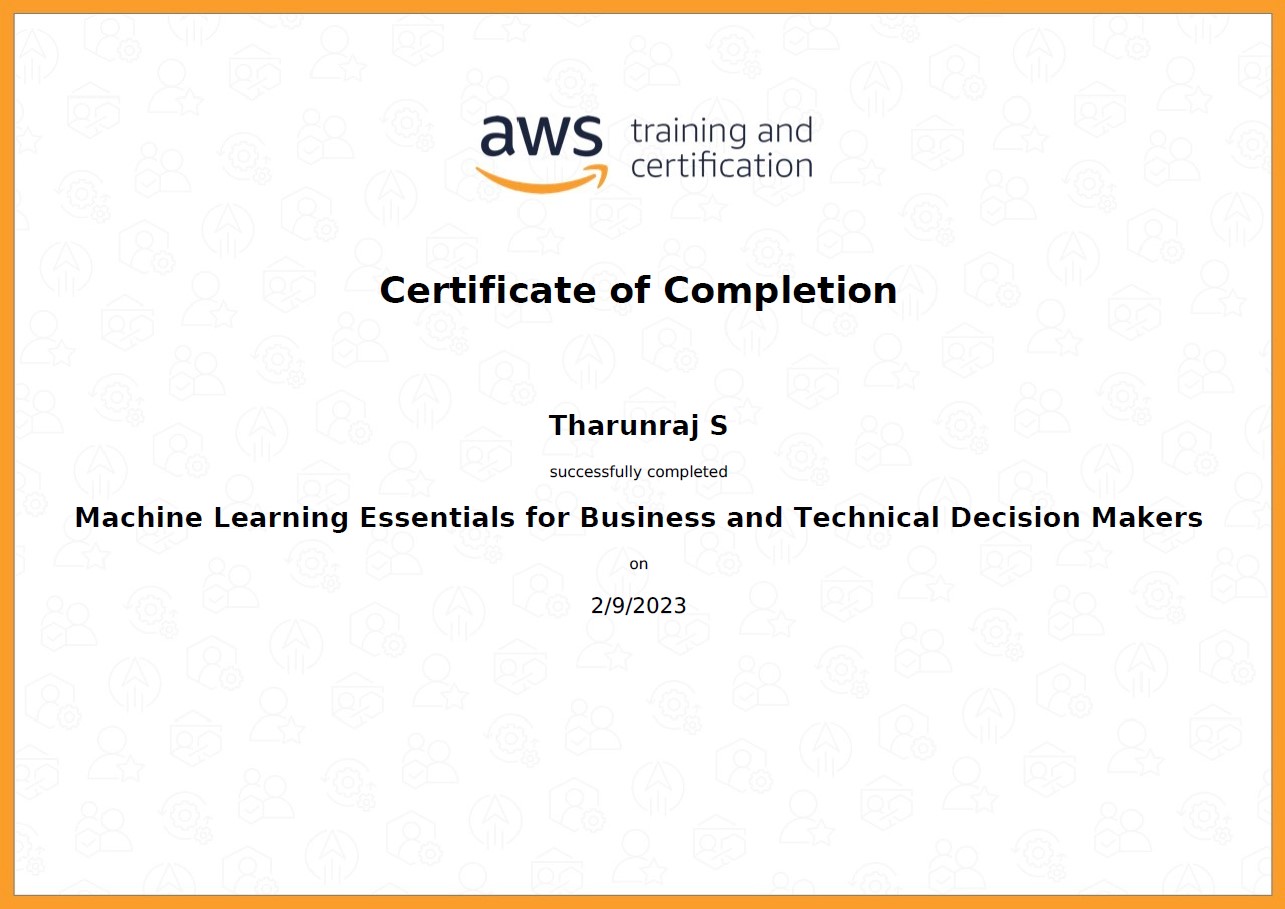 aws training and
certification
Certificate of Completion
Tharunraj S
successfully completed
Machine Learning Essentials for Business and Technical Decision Makers
on
2/9/2023